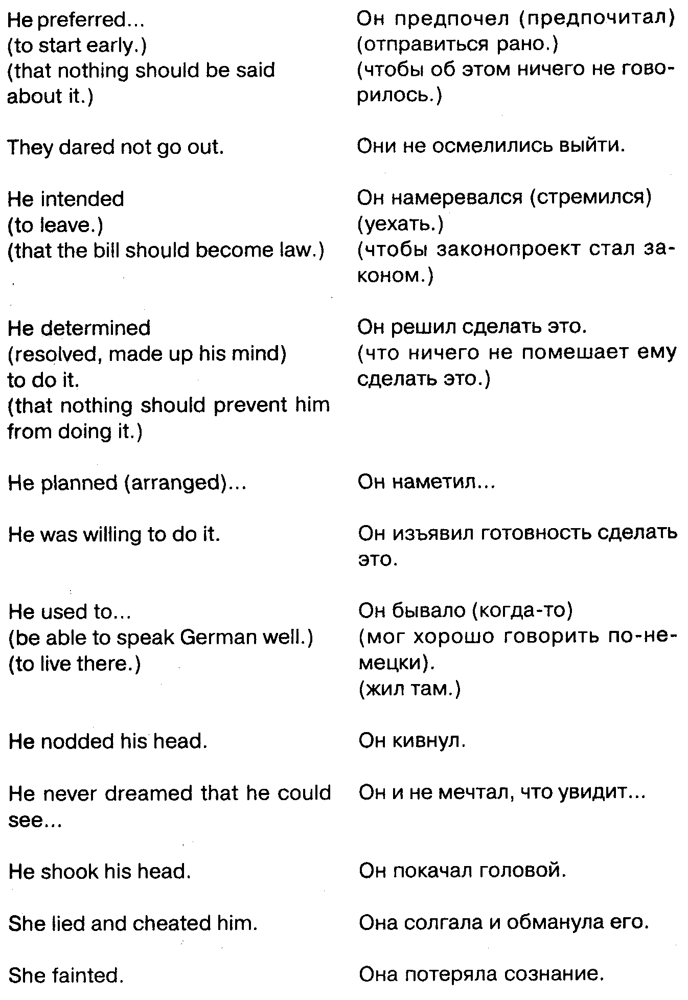 He preferred...
(to start early.)
(that nothing should be said
about it.)
Он предпочел (предпочитал)
(отправиться рано.)
(чтобы об этом ничего не гово-
рилось.)
They dared not go out.
Они не осмелились выйти.
He intended
(to leave.)
(that the bill should become law.)
Он намеревался (стремился)
(уехать.)
(чтобы законопроект стал за-
коном.)
He determined
(resolved, made up his mind)
to do it.
(that nothing should prevent him
from doing it.)
Он решил сделать это.
(что ничего не помешает ему
сделать это.)
He planned (arranged)...
Он наметил...
He was willing to do it.
Он изъявил готовность сделать
это.
He used to...
(be able to speak German well.)
(to live there.)
Он бывало (когда-то)
(мог хорошо говорить по-не-
мецки).
(жил там.)
He nodded his head.
Он кивнул.
He never dreamed that he could
see...
Он и не мечтал, что увидит...
He shook his head.
Он покачал головой.
She lied and cheated him.
Она солгала и обманула его.
She fainted.
Она потеряла сознание.